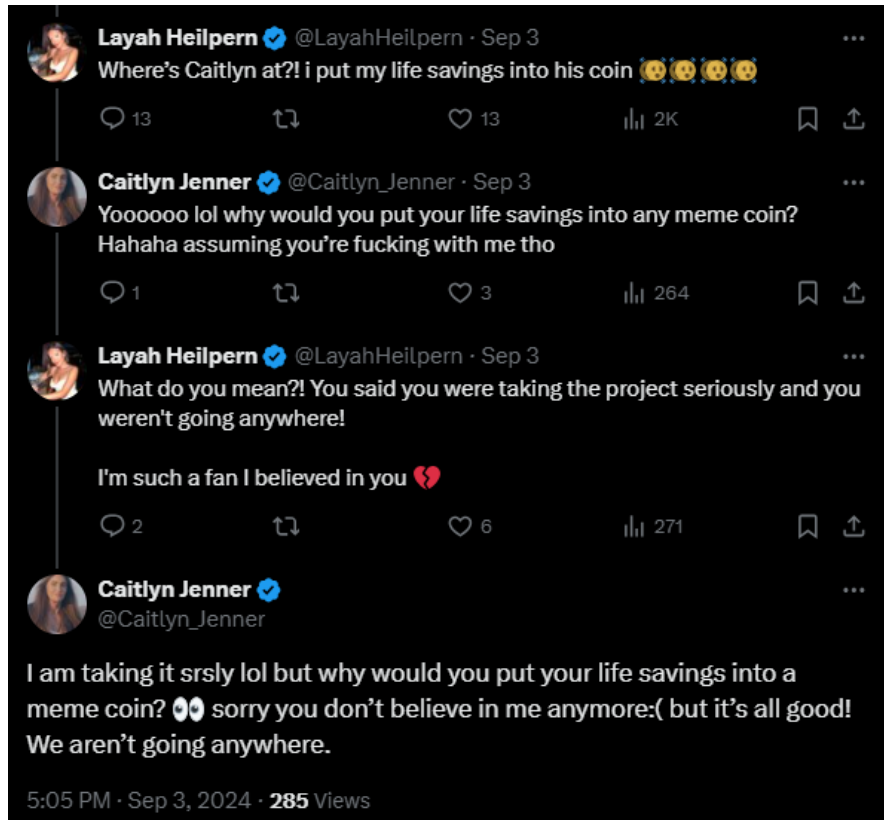 Layah Heilpern @LayahHeilpern · Sep 3
Where's Caitlyn at?! i put my life savings into his coin
13 13 2K
Caitlyn Jenner @Caitlyn_Jenner · Sep 3
Yoooooo lol why would you put your life savings into any meme coin?
Hahaha assuming you're fucking with me tho
1 3 264
Layah Heilpern @LayahHeilpern · Sep 3
What do you mean?! You said you were taking the project seriously and you
weren't going anywhere!
I'm such a fan I believed in you 💔
2 6 271
Caitlyn Jenner
@Caitlyn_Jenner
I am taking it srsly lol but why would you put your life savings into a
meme coin? 👀 sorry you don't believe in me anymore:( but it's all good!
We aren't going anywhere.
5:05 PM · Sep 3, 2024 · 285 Views